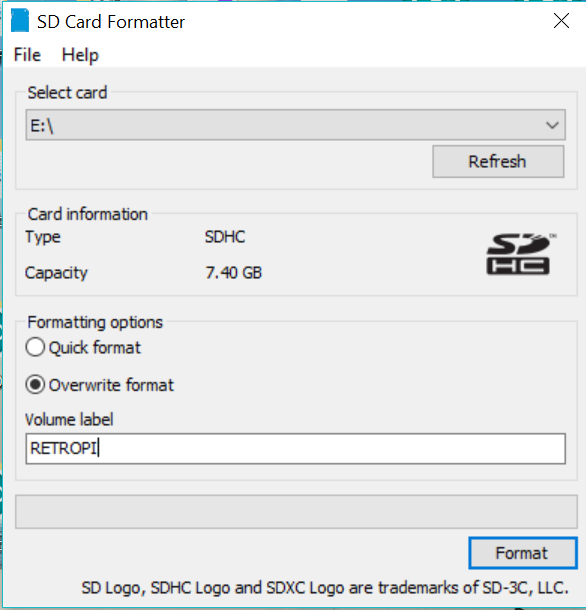 SD Card Formatter
File Help
Select card
E:\
Refresh
Card information
Type SDHC
Capacity 7.40 GB
SD HC ™
Formatting options
Quick format
Overwrite format
Volume label
RETROPI
Format
SD Logo, SDHC Logo and SDXC Logo are trademarks of SD-3C, LLC.